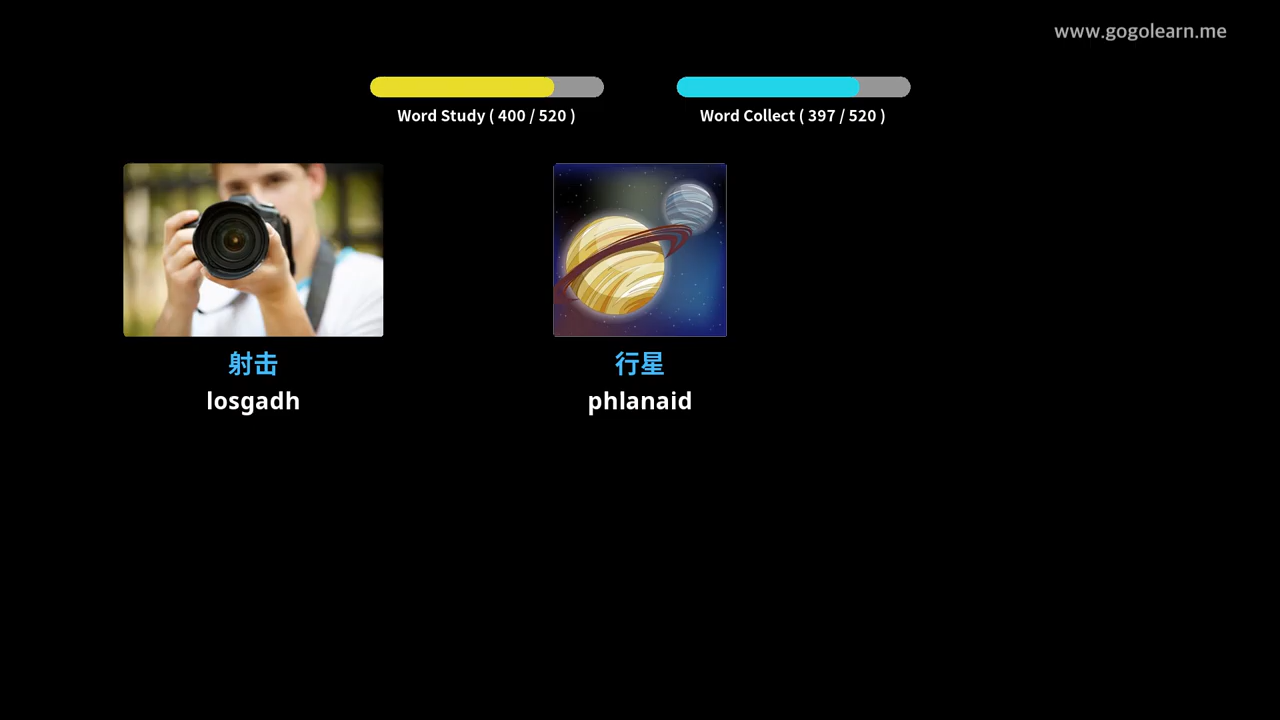 www.gogolearn.me
Word Study ( 400 / 520 )
Word Collect ( 397 / 520 )
射击
losgadh
行星
phlanaid